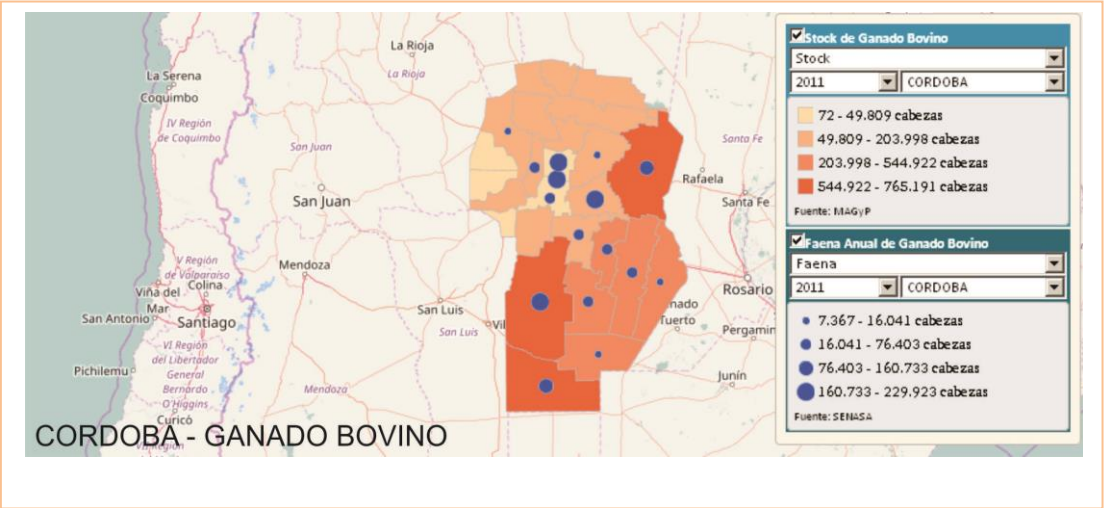 La Rioja
La Rioja
La Serena
Coquimbo
IV Región
de Coquimbo
San Juan
San Juan
Santa Fe
Rafaela
Santa Fe
V Región
de Valparaíso
Mendoza
Viña del
Mar
Colina
San Antonio
Santiago
San Luis
San Luis
Vil
Rosario
nado
Tuerto
Pergamin
VI Región
del Libertador
General
Bernardo
O'Higgins
Pichilemu
Mendoza
Junín
Curicó
VII Región
CORDOBA - GANADO BOVINO
Stock de Ganado Bovino
Stock
2011 CORDOBA
72 - 49.809 cabezas
49.809 - 203.998 cabezas
203.998 - 544.922 cabezas
544.922 - 765.191 cabezas
Fuente: MAGyP
Faena Anual de Ganado Bovino
Faena
2011 CORDOBA
7.367 - 16.041 cabezas
16.041 - 76.403 cabezas
76.403 - 160.733 cabezas
160.733 - 229.923 cabezas
Fuente: SENASA